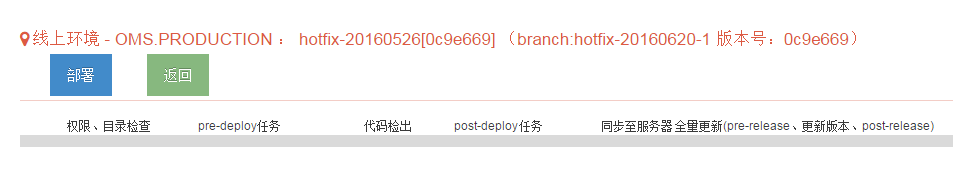 线上环境 - OMS.PRODUCTION ： hotfix-20160526[0c9e669] （branch:hotfix-20160620-1 版本号：0c9e669）
部署 返回
权限、目录检查 pre-deploy任务 代码检出 post-deploy任务 同步至服务器 全量更新(pre-release、更新版本、post-release)